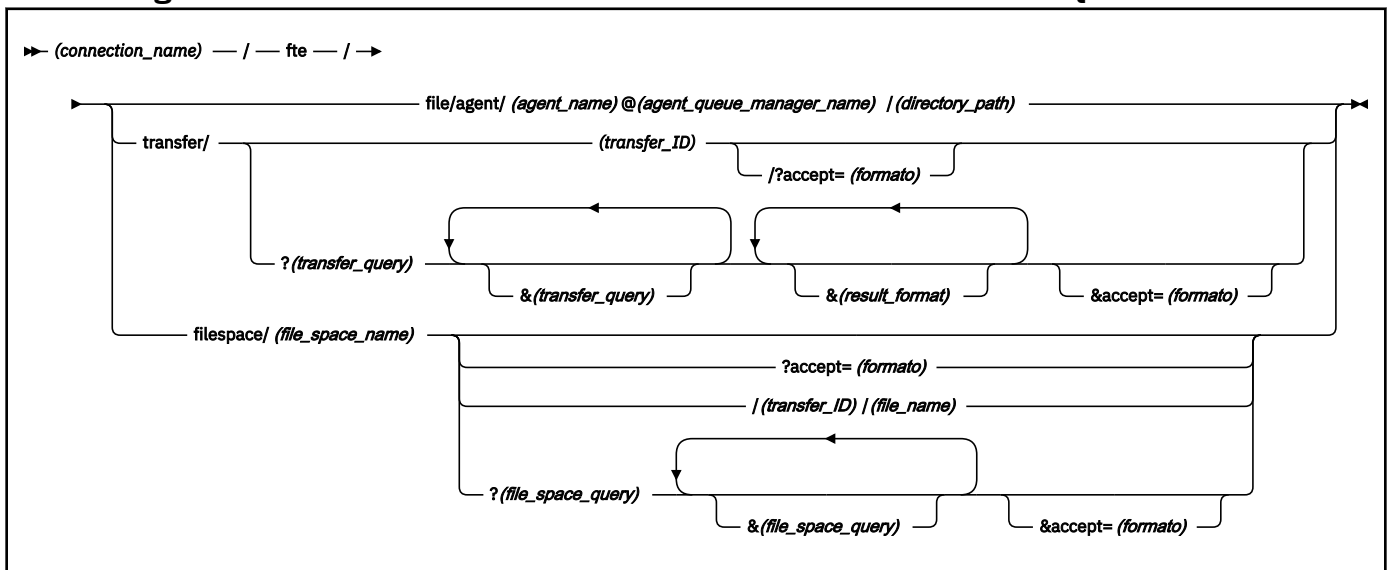 (connection_name) / fte /
file/agent/ (agent_name) @(agent_queue_manager_name) /(directory_path)
transfer/ (transfer_ID)
/?accept= (formato)
?(transfer_query)
&(transfer_query) &(result_format) &accept= (formato)
filespace/ (file_space_name)
?accept= (formato)
/(transfer_ID) /(file_name)
?(file_space_query)
&(file_space_query) &accept= (formato)